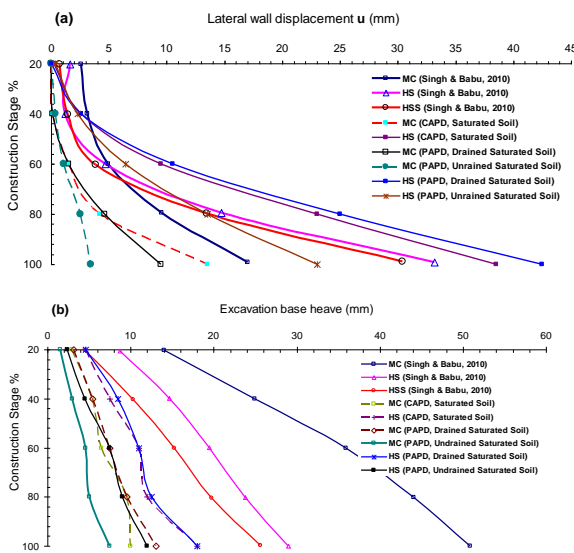 (a)
Lateral wall displacement u (mm)
0 5 10 15 20 25 30 35 40 45
20
40
60
80
100
Construction Stage %
MC (Singh & Babu, 2010)
HS (Singh & Babu, 2010)
HSS (Singh & Babu, 2010)
MC (CAPD, Saturated Soil)
HS (CAPD, Saturated Soil)
MC (PAPD, Drained Saturated Soil)
MC (PAPD, Unrained Saturated Soil)
HS (PAPD, Drained Saturated Soil)
HS (PAPD, Unrained Saturated Soil)
(b)
Excavation base heave (mm)
0 10 20 30 40 50 60
20
40
60
80
100
Construction Stage %
MC (Singh & Babu, 2010)
HS (Singh & Babu, 2010)
HSS (Singh & Babu, 2010)
MC (CAPD, Saturated Soil)
HS (CAPD, Saturated Soil)
MC (PAPD, Drained Saturated Soil)
MC (PAPD, Undrained Saturated Soil)
HS (PAPD, Drained Saturated Soil)
HS (PAPD, Undrained Saturated Soil)